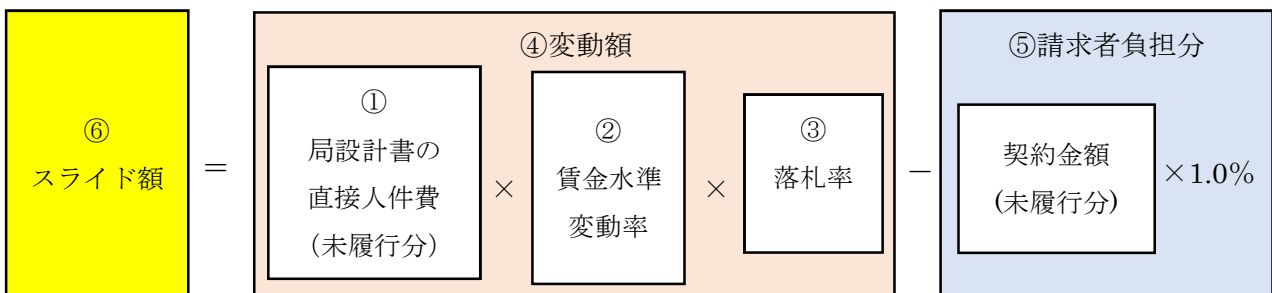 ⑥
スライド額
＝
④変動額
①
局設計書の
直接人件費
（未履行分）
×
②
賃金水準
変動率
×
③
落札率
－
⑤請求者負担分
契約金額
(未履行分)
×1.0%